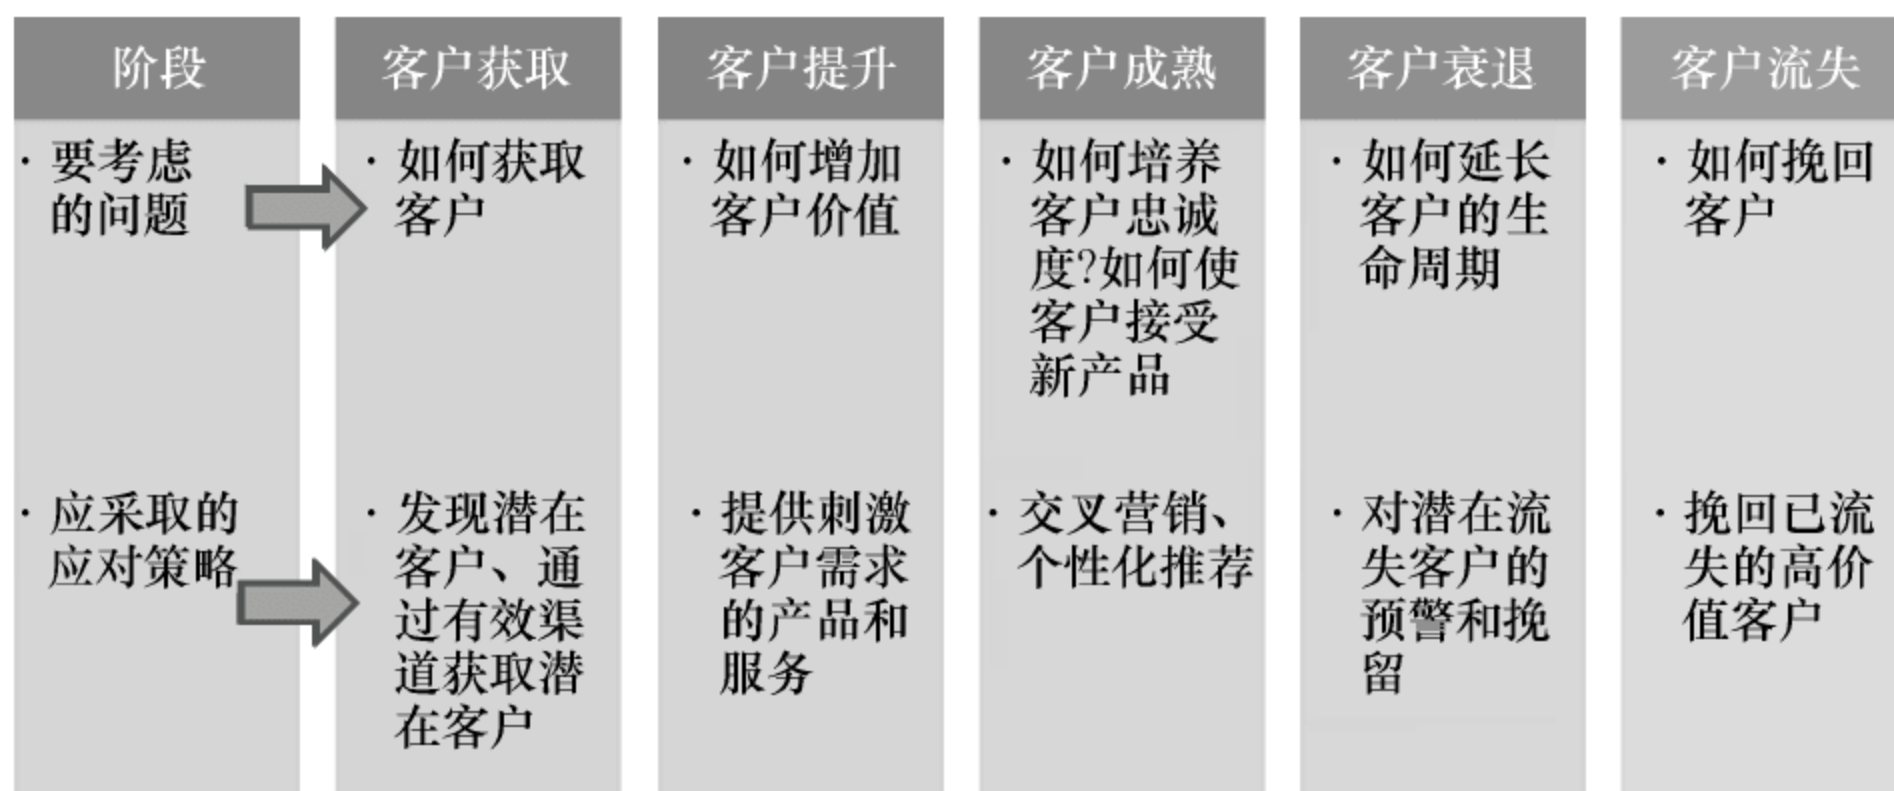 阶段
· 要考虑
的问题
· 应采取的
应对策略
客户获取
· 如何获取
客户
· 发现潜在
客户、通
过有效渠
道获取潜
在客户
客户提升
· 如何增加
客户价值
· 提供刺激
客户需求
的产品和
服务
客户成熟
· 如何培养
客户忠诚
度?如何使
客户接受
新产品
· 交叉营销、
个性化推荐
客户衰退
· 如何延长
客户的生
命周期
· 对潜在流
失客户的
预警和挽
留
客户流失
· 如何挽回
客户
· 挽回已流
失的高价
值客户